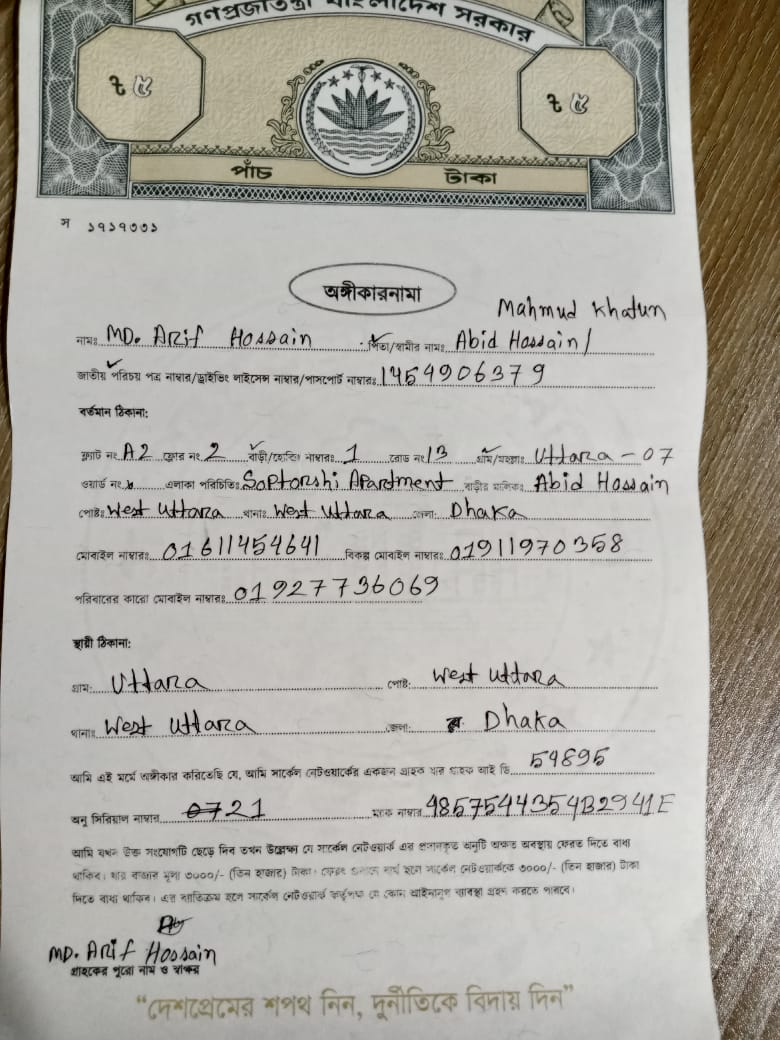 গণপ্রজাতন্ত্রী বাংলাদেশ সরকার
৳ ৫
৳ ৫
পাঁচ টাকা
স ১৭১৭৩৩১
অঙ্গীকারনামা
Mahmud Khatun
নামঃ MD. Arif Hossain পিতা/স্বামীর নামঃ Abid Hossain/
জাতীয় পরিচয় পত্র নাম্বার/ড্রাইভিং লাইসেন্স নাম্বার/পাসপোর্ট নাম্বারঃ 1454906379
বর্তমান ঠিকানা:
ফ্ল্যাট নং A2 ফ্লোর নং 2 বাড়ী/হোল্ডিং নাম্বারঃ 1 রোড নং 13 গ্রাম/মহল্লাঃ Uttara - 07
ওয়ার্ড নং এলাকা পরিচিতিঃ Saptorshi Apartment বাড়ীর মালিকঃ Abid Hossain
পোষ্টঃ West Uttara থানাঃ West Uttara জেলা: Dhaka
মোবাইল নাম্বারঃ 01611454641 বিকল্প মোবাইল নাম্বারঃ 01911970358
পরিবারের কারো মোবাইল নাম্বারঃ 01927736069
স্থায়ী ঠিকানা:
গ্রাম: Uttara পোষ্ট: West Uttara
থানাঃ West Uttara জেলা: Dhaka
আমি এই মর্মে অঙ্গীকার করিতেছি যে, আমি সার্কেল নেটওয়ার্কের একজন গ্রাহক যার গ্রাহক আই ডি 54895
অনু সিরিয়াল নাম্বার 0721 ম্যাক নাম্বার 4857544354B2941E
আমি যখন উক্ত সংযোগটি ছেড়ে দিব তখন উল্লেক্ষ্য যে সার্কেল নেটওয়ার্ক এর প্রদানকৃত অনুটি অক্ষত অবস্থায় ফেরত দিতে বাধ্য
থাকিব। যার বাজার মূল্য ৩০০০/- (তিন হাজার) টাকা। ফেরৎ প্রদানে ব্যর্থ হলে সার্কেল নেটওয়ার্ককে ৩০০০/- (তিন হাজার) টাকা
দিতে বাধ্য থাকিব। এর ব্যতিক্রম হলে সার্কেল নেটওয়ার্ক কর্তৃপক্ষ যে কোন আইনানুগ ব্যবস্থা গ্রহণ করতে পারবে।
MD. Arif Hossain
গ্রাহকের পুরো নাম ও স্বাক্ষর
“দেশপ্রেমের শপথ নিন, দুর্নীতিকে বিদায় দিন”